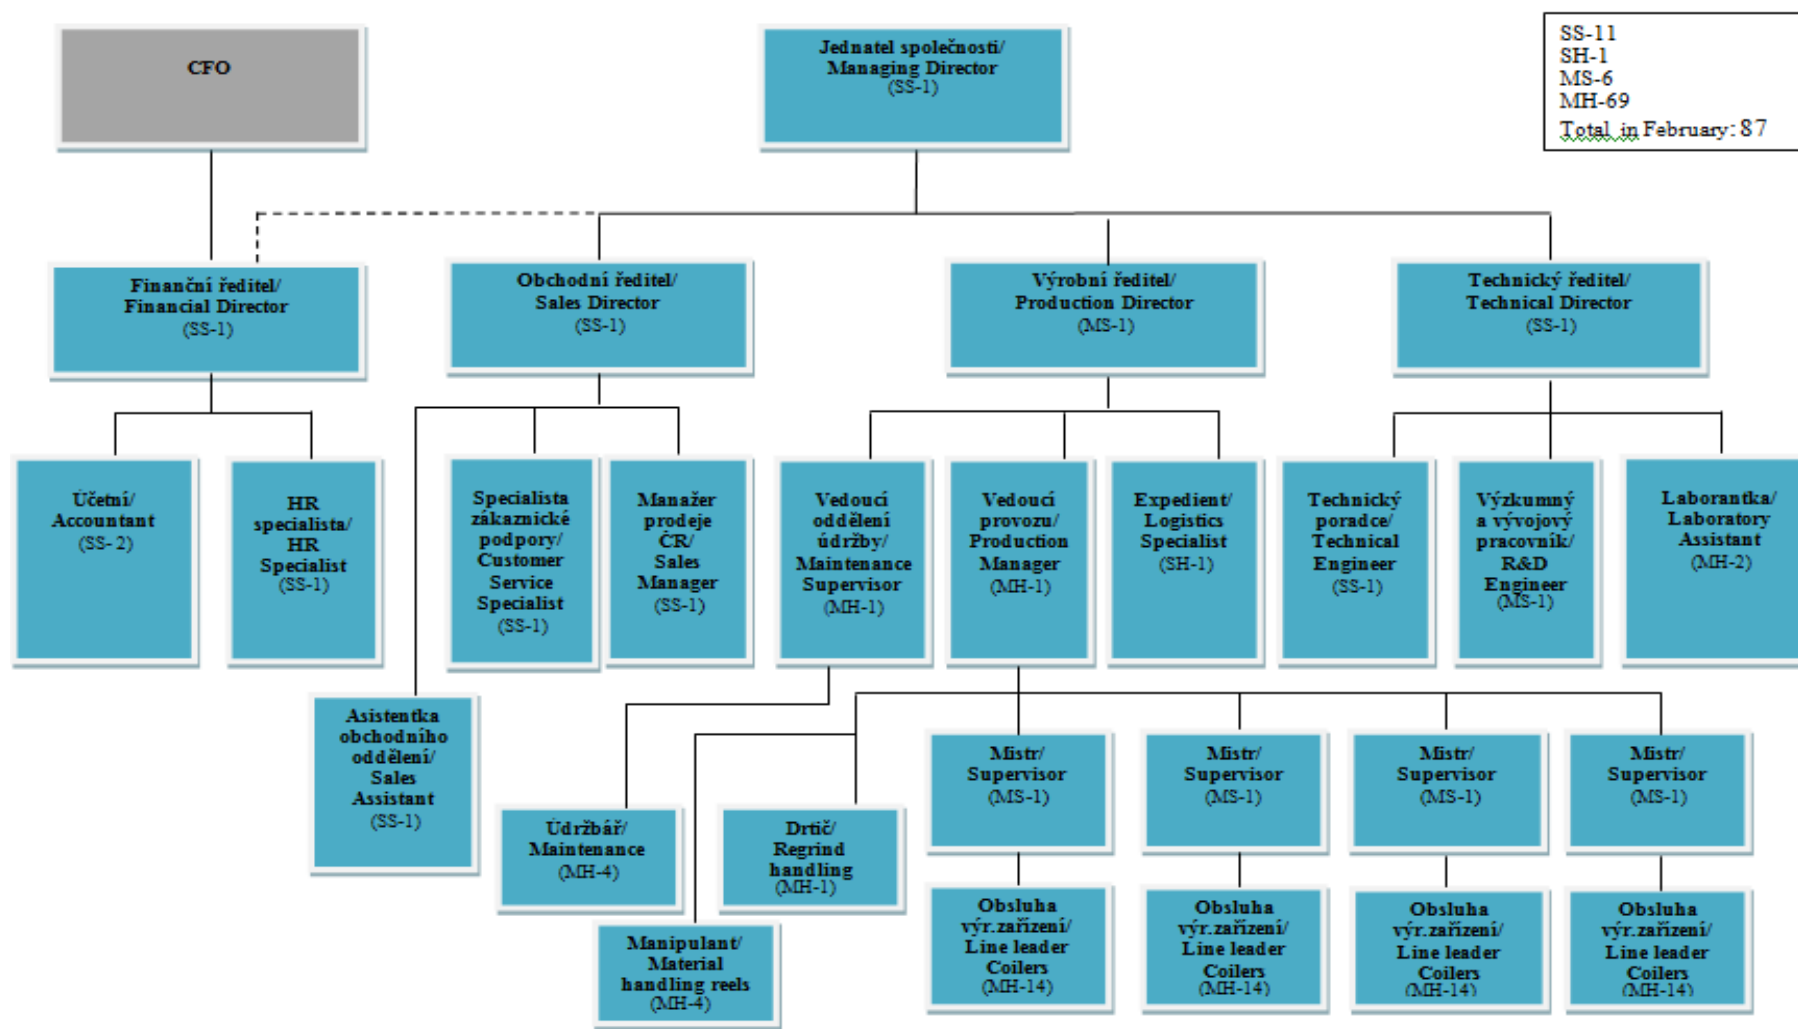 CFO
Jednatel společnosti/
Managing Director
(SS-1)
SS-11
SH-1
MS-6
MH-69
Total in February: 87
Finanční ředitel/
Financial Director
(SS-1)
Obchodní ředitel/
Sales Director
(SS-1)
Výrobní ředitel/
Production Director
(MS-1)
Technický ředitel/
Technical Director
(SS-1)
Účetní/
Accountant
(SS- 2)
HR
specialista/
HR
Specialist
(SS-1)
Specialista
zákaznické
podpory/
Customer
Service
Specialist
(SS-1)
Manažer
prodeje
ČR/
Sales
Manager
(SS-1)
Vedoucí
oddělení
údržby/
Maintenance
Supervisor
(MH-1)
Vedoucí
provozu/
Production
Manager
(MH-1)
Expedient/
Logistics
Specialist
(SH-1)
Technický
poradce/
Technical
Engineer
(SS-1)
Výzkumný
a vývojový
pracovník/
R&D
Engineer
(MS-1)
Laborantka/
Laboratory
Assistant
(MH-2)
Asistentka
obchodního
oddělení/
Sales
Assistant
(SS-1)
Údržbář/
Maintenance
(MH-4)
Drtič/
Regrind
handling
(MH-1)
Manipulant/
Material
handling reels
(MH-4)
Mistr/
Supervisor
(MS-1)
Mistr/
Supervisor
(MS-1)
Mistr/
Supervisor
(MS-1)
Mistr/
Supervisor
(MS-1)
Obsluha
výr.zařízení/
Line leader
Coilers
(MH-14)
Obsluha
výr.zařízení/
Line leader
Coilers
(MH-14)
Obsluha
výr.zařízení/
Line leader
Coilers
(MH-14)
Obsluha
výr.zařízení/
Line leader
Coilers
(MH-14)